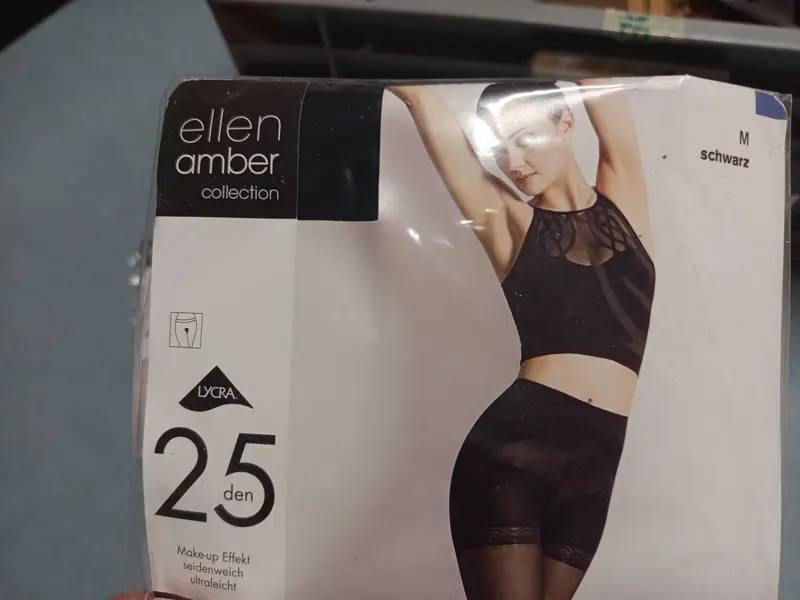 ellen
amber
collection
M
schwarz
LYCRA
25
den
Make-up Effekt
seidenweich
ultraleicht